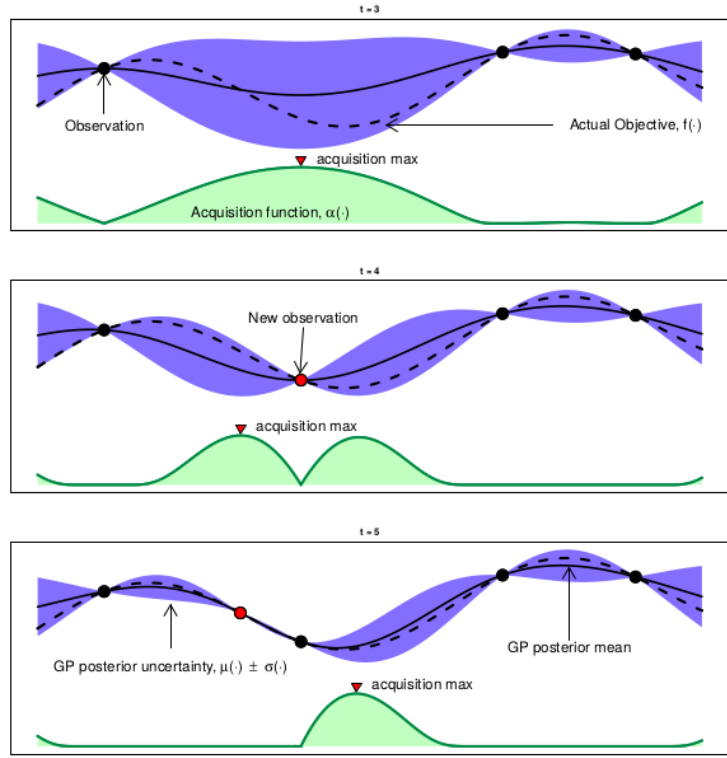 t = 3
Observation
Actual Objective, f(·)
acquisition max
Acquisition function, α(·)
t = 4
New observation
acquisition max
t = 5
GP posterior mean
GP posterior uncertainty, μ(·) ± σ(·)
acquisition max